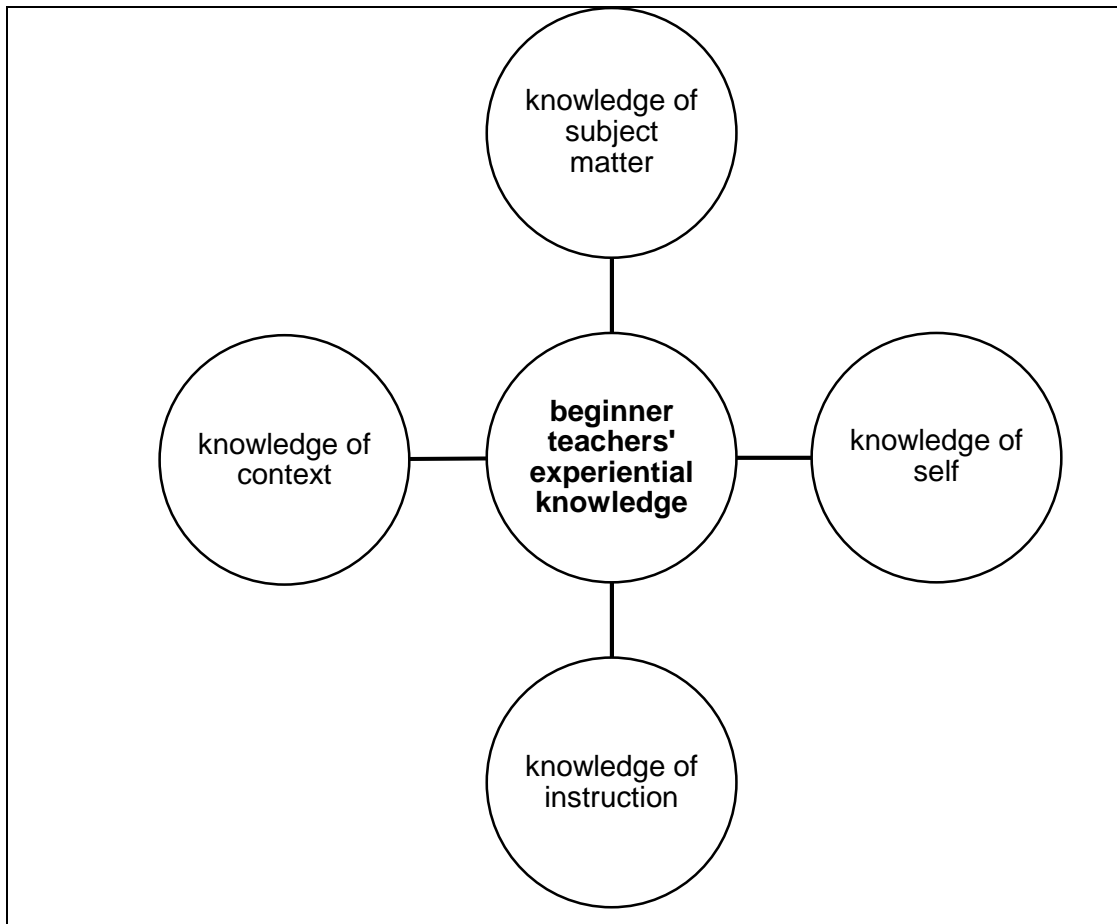 knowledge of
subject
matter
knowledge of
context
beginner
teachers'
experiential
knowledge
knowledge of
self
knowledge of
instruction